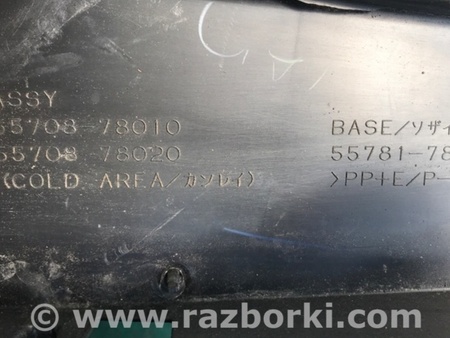 ASSY
55708-78010
55708 78020
(COLD AREA/カンレイ)
BASE/ソザイ
55781-78
>PP+E/P-
© www.razborki.com